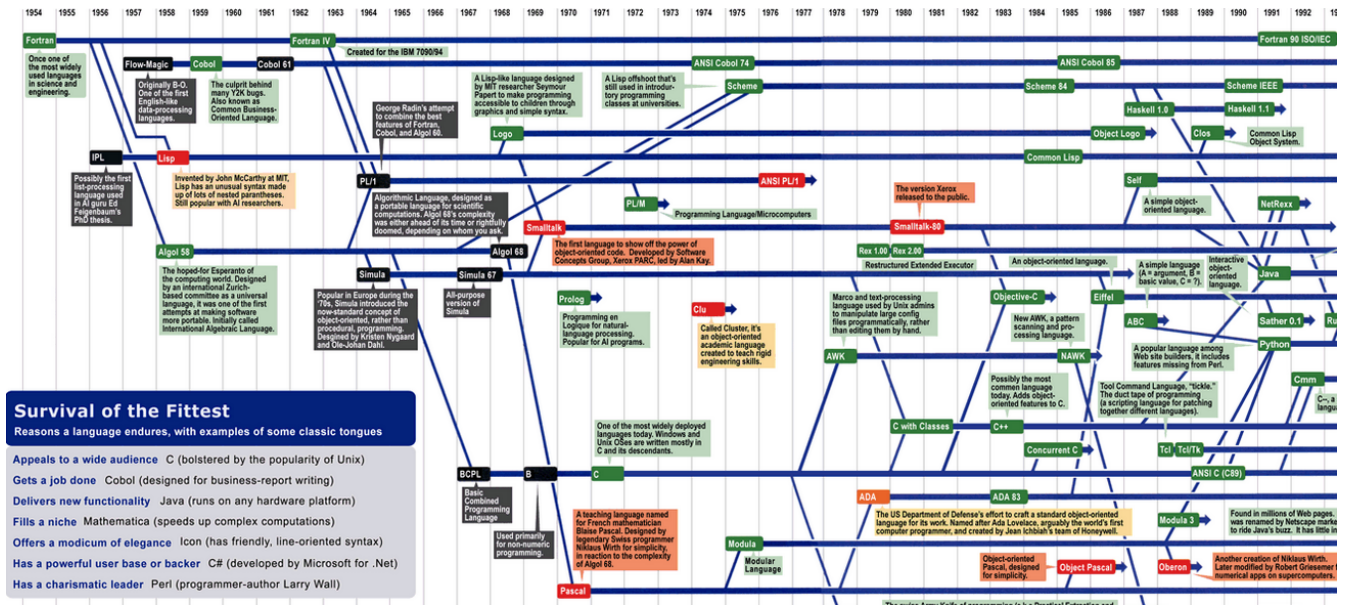 1954 1955 1956 1957 1958 1959 1960 1961 1962 1963 1964 1965 1966 1967 1968 1969 1970 1971 1972 1973 1974 1975 1976 1977 1978 1979 1980 1981 1982 1983 1984 1985 1986 1987 1988 1989 1990 1991 1992
Fortran
Once one of
the most widely
used languages
in science and
engineering.
Fortran IV
Created for the IBM 7090/94
Fortran 90 ISO/IEC
Flow-Magic
Originally B-O.
One of the first
English-like
data-processing
languages.
Cobol
The culprit behind
many Y2K bugs.
Also known as
Common Business-
Oriented Language.
Cobol 61
ANSI Cobol 74
ANSI Cobol 85
George Radin's attempt
to combine the best
features of Fortran,
Cobol, and Algol 60.
A Lisp-like language designed
by MIT researcher Seymour
Papert to make programming
accessible to children through
graphics and simple syntax.
Logo
A Lisp offshoot that's
still used in introdur-
tory programming
classes at universities.
Scheme
Scheme 84
Scheme IEEE
Haskell 1.0
Haskell 1.1
Object Logo
Clos
Common Lisp
Object System.
IPL
Possibly the first
list-processing
language used
in AI guru Ed
Feigenbaum's
PhD thesis.
Lisp
Invented by John McCarthy at MIT,
Lisp has an unusual syntax made
up of lots of nested parantheses.
Still popular with AI researchers.
Common Lisp
PL/1
ANSI PL/1
Algorithmic Language, designed as
a portable language for scientific
computations. Algol 68's complexity
was either ahead of its time or rightfully
doomed, depending on whom you ask.
PL/M
Programming Language/Microcomputers
The version Xerox
released to the public.
Self
A simple object-
oriented language.
NetRexx
Smalltalk
Smalltalk-80
The first language to show off the power of
object-oriented code. Developed by Software
Concepts Group, Xerox PARC, led by Alan Kay.
Algol 58
The hoped-for Esperanto of
the computing world. Designed
by an international Zurich-
based committee as a universal
language, it was one of the first
attempts at making software
more portable. Initially called
International Algebraic Language.
Algol 68
Rex 1.00
Rex 2.00
Restructured Extended Executor
Simula
Popular in Europe during the
'70s, Simula introduced the
now-standard concept of
object-oriented, rather than
procedural, programming.
Desgined by Kristen Nygaard
and Ole-Johan Dahl.
Simula 67
All-purpose
version of
Simula
An object-oriented language.
A simple language
(A = argument, B =
basic value, C = ?).
Interactive
object-
oriented
language.
Java
Prolog
Programming en
Logique for natural-
language processing.
Popular for AI programs.
Clu
Called Cluster, it's
an object-oriented
academic language
created to teach rigid
engineering skills.
Marco and text-processing
language used by Unix admins
to manipulate large config
files programmatically, rather
than editing them by hand.
AWK
Objective-C
New AWK, a pattern
scanning and pro-
cessing language.
NAWK
Eiffel
ABC
Sather 0.1
Ru
Python
A popular language among
Web site builders, it includes
features missing from Perl.
Possibly the most
common language
today. Adds object-
oriented features to C.
Tool Command Language, "tickle."
The duct tape of programming
(a scripting language for patching
together different languages).
Cmm
C--, a
langu
Survival of the Fittest
Reasons a language endures, with examples of some classic tongues
Appeals to a wide audience C (bolstered by the popularity of Unix)
Gets a job done Cobol (designed for business-report writing)
Delivers new functionality Java (runs on any hardware platform)
Fills a niche Mathematica (speeds up complex computations)
Offers a modicum of elegance Icon (has friendly, line-oriented syntax)
Has a powerful user base or backer C# (developed by Microsoft for .Net)
Has a charismatic leader Perl (programmer-author Larry Wall)
One of the most widely deployed
languages today. Windows and
Unix OSes are written mostly in
C and its descendants.
C with Classes
C++
Concurrent C
Tcl
Tcl/Tk
BCPL
Basic
Combined
Programming
Language
B
Used primarily
for non-numeric
programming.
C
ANSI C (C89)
ADA
ADA 83
The US Department of Defense's effort to craft a standard object-oriented
language for its work. Named after Ada Lovelace, arguably the world's first
computer programmer, and created by Jean Ichbiah's team of Honeywell.
A teaching language named
for French mathematician
Blaise Pascal. Designed by
legendary Swiss programmer
Niklaus Wirth for simplicity,
in reaction to the complexity
of Algol 68.
Pascal
Modula
Modular
Language
Modula 3
Found in millions of Web pages.
was renamed by Netscape marke
to ride Java's buzz. It has little in
Object-oriented
Pascal, designed
for simplicity.
Object Pascal
Oberon
Another creation of Niklaus Wirth.
Later modified by Robert Griesemer f
numerical apps on supercomputers.